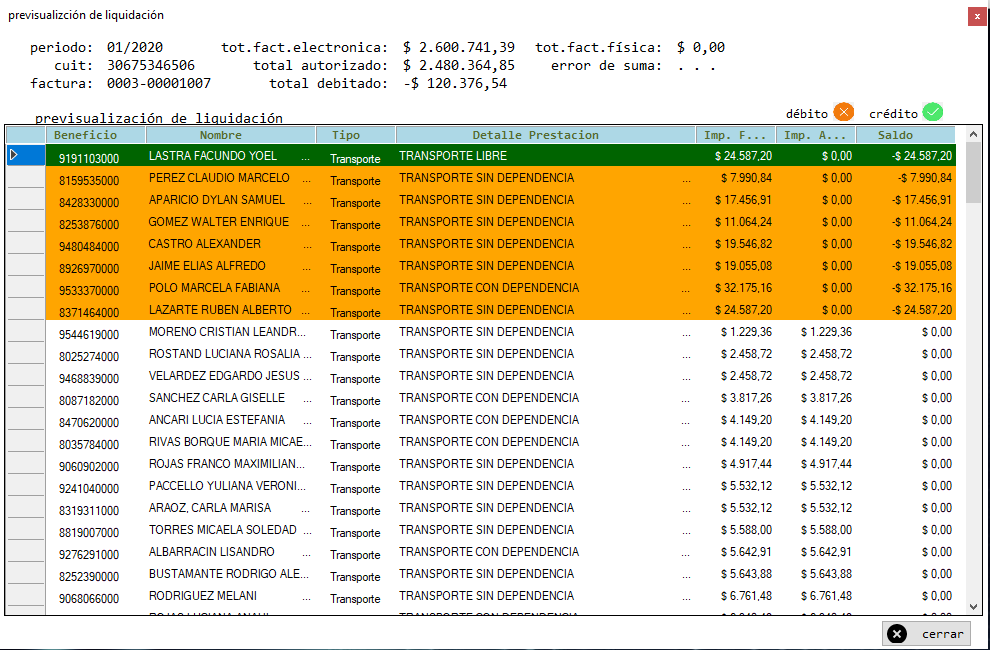 previsualizción de liquidación
x
periodo: 01/2020 tot.fact.electronica: $ 2.600.741,39 tot.fact.física: $ 0,00
cuit: 30675346506 total autorizado: $ 2.480.364,85 error de suma: . . .
factura: 0003-00001007 total debitado: -$ 120.376,54
previsualización de liquidación débito crédito
Beneficio Nombre Tipo Detalle Prestacion Imp. F... Imp. A... Saldo
9191103000 LASTRA FACUNDO YOEL ... Transporte TRANSPORTE LIBRE $ 24.587,20 $ 0,00 -$ 24.587,20
8159535000 PEREZ CLAUDIO MARCELO ... Transporte TRANSPORTE SIN DEPENDENCIA ... $ 7.990,84 $ 0,00 -$ 7.990,84
8428330000 APARICIO DYLAN SAMUEL ... Transporte TRANSPORTE SIN DEPENDENCIA ... $ 17.456,91 $ 0,00 -$ 17.456,91
8253876000 GOMEZ WALTER ENRIQUE ... Transporte TRANSPORTE SIN DEPENDENCIA ... $ 11.064,24 $ 0,00 -$ 11.064,24
9480484000 CASTRO ALEXANDER ... Transporte TRANSPORTE SIN DEPENDENCIA ... $ 19.546,82 $ 0,00 -$ 19.546,82
8926970000 JAIME ELIAS ALFREDO ... Transporte TRANSPORTE SIN DEPENDENCIA ... $ 19.055,08 $ 0,00 -$ 19.055,08
9533370000 POLO MARCELA FABIANA ... Transporte TRANSPORTE CON DEPENDENCIA ... $ 32.175,16 $ 0,00 -$ 32.175,16
8371464000 LAZARTE RUBEN ALBERTO ... Transporte TRANSPORTE SIN DEPENDENCIA ... $ 24.587,20 $ 0,00 -$ 24.587,20
9544619000 MORENO CRISTIAN LEANDR... Transporte TRANSPORTE SIN DEPENDENCIA ... $ 1.229,36 $ 1.229,36 $ 0,00
8025274000 ROSTAND LUCIANA ROSALIA ... Transporte TRANSPORTE SIN DEPENDENCIA ... $ 2.458,72 $ 2.458,72 $ 0,00
9468839000 VELARDEZ EDGARDO JESUS ... Transporte TRANSPORTE SIN DEPENDENCIA ... $ 2.458,72 $ 2.458,72 $ 0,00
8087182000 SANCHEZ CARLA GISELLE ... Transporte TRANSPORTE CON DEPENDENCIA ... $ 3.817,26 $ 3.817,26 $ 0,00
8470620000 ANCARI LUCIA ESTEFANIA ... Transporte TRANSPORTE CON DEPENDENCIA ... $ 4.149,20 $ 4.149,20 $ 0,00
8035784000 RIVAS BORQUE MARIA MICAE... Transporte TRANSPORTE CON DEPENDENCIA ... $ 4.149,20 $ 4.149,20 $ 0,00
9060902000 ROJAS FRANCO MAXIMILIAN... Transporte TRANSPORTE SIN DEPENDENCIA ... $ 4.917,44 $ 4.917,44 $ 0,00
9241040000 PACCELLO YULIANA VERONI... Transporte TRANSPORTE SIN DEPENDENCIA ... $ 5.532,12 $ 5.532,12 $ 0,00
8319311000 ARAOZ, CARLA MARISA ... Transporte TRANSPORTE SIN DEPENDENCIA ... $ 5.532,12 $ 5.532,12 $ 0,00
8819007000 TORRES MICAELA SOLEDAD ... Transporte TRANSPORTE SIN DEPENDENCIA ... $ 5.588,00 $ 5.588,00 $ 0,00
9276291000 ALBARRACIN LISANDRO ... Transporte TRANSPORTE CON DEPENDENCIA ... $ 5.642,91 $ 5.642,91 $ 0,00
8252390000 BUSTAMANTE RODRIGO ALE... Transporte TRANSPORTE SIN DEPENDENCIA ... $ 5.643,88 $ 5.643,88 $ 0,00
9068066000 RODRIGUEZ MELANI ... Transporte TRANSPORTE SIN DEPENDENCIA ... $ 6.761,48 $ 6.761,48 $ 0,00
cerrar